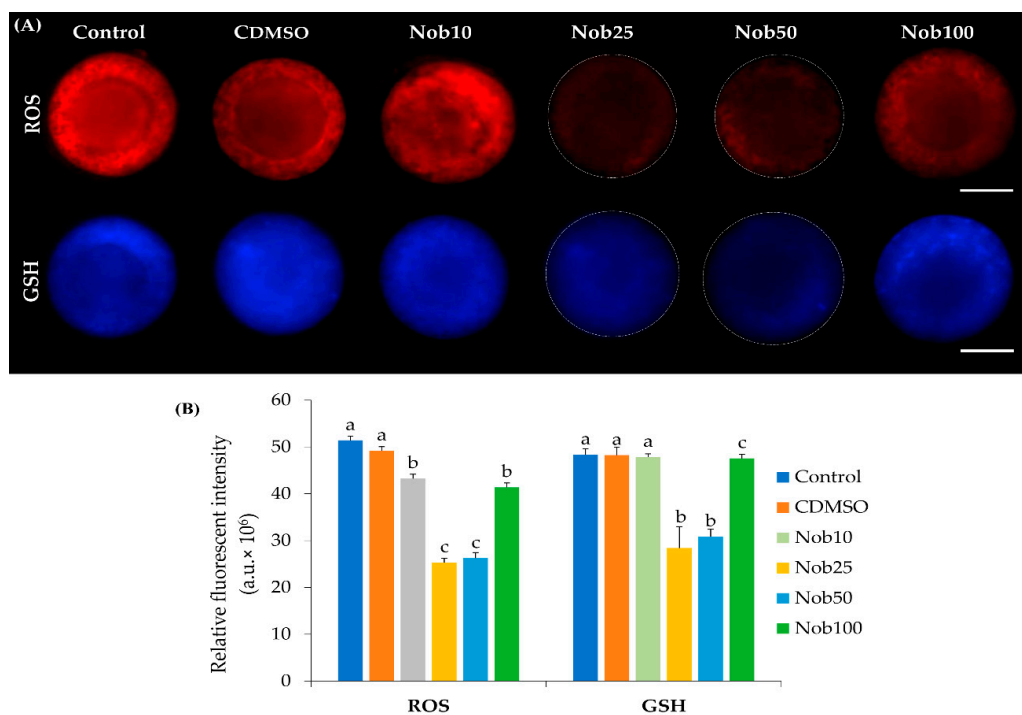 (A)
Control CDMSO Nob10 Nob25 Nob50 Nob100
ROS
GSH
(B)
Relative fluorescent intensity
(a.u.× 10⁶)
60
50
40
30
20
10
0
a a b c c b
a a a b b c
ROS GSH
Control
CDMSO
Nob10
Nob25
Nob50
Nob100